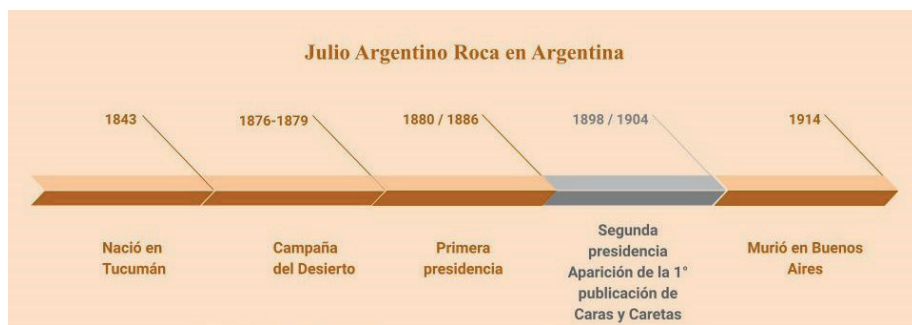 Julio Argentino Roca en Argentina
1843
1876-1879
1880 / 1886
1898 / 1904
1914
Nació en
Tucumán
Campaña
del Desierto
Primera
presidencia
Segunda
presidencia
Aparición de la 1°
publicación de
Caras y Caretas
Murió en Buenos
Aires